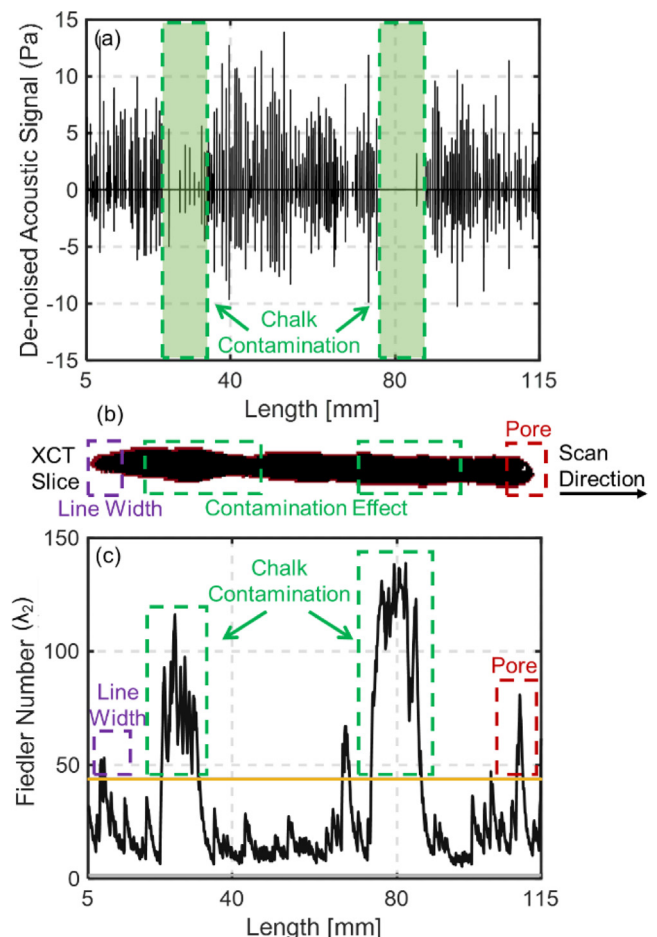 (a)
De-noised Acoustic Signal (Pa)
15
10
5
0
-5
-10
-15
Chalk
Contamination
5 40 80 115
Length [mm]
(b)
Pore
XCT
Slice
Scan
Direction
Line Width
Contamination Effect
(c)
Fiedler Number (λ₂)
150
100
50
0
Chalk
Contamination
Line
Width
Pore
5 40 80 115
Length [mm]